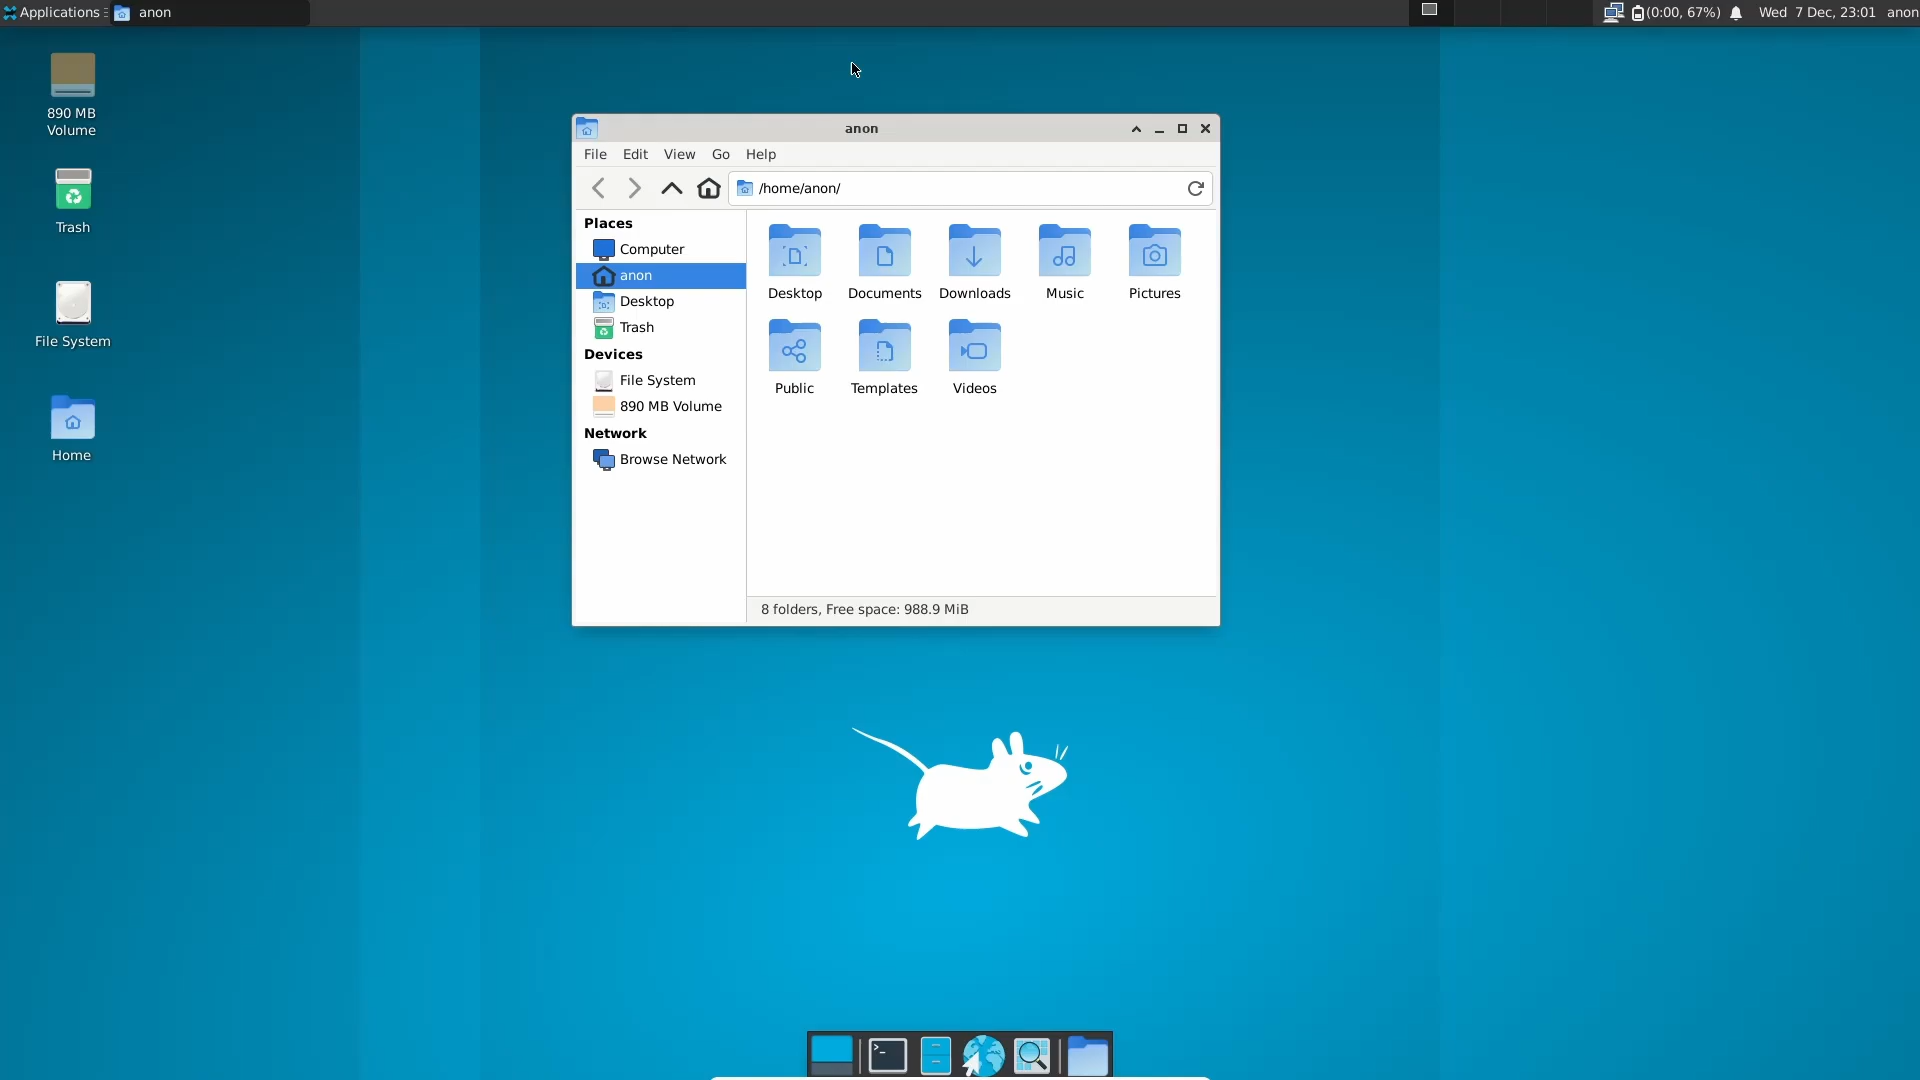 Applications
anon
(0:00, 67%)
Wed 7 Dec, 23:01
anon
890 MB
Volume
Trash
File System
Home
anon
File Edit View Go Help
/home/anon/
Places
Computer
anon
Desktop
Trash
Devices
File System
890 MB Volume
Network
Browse Network
Desktop Documents Downloads Music Pictures
Public Templates Videos
8 folders, Free space: 988.9 MiB